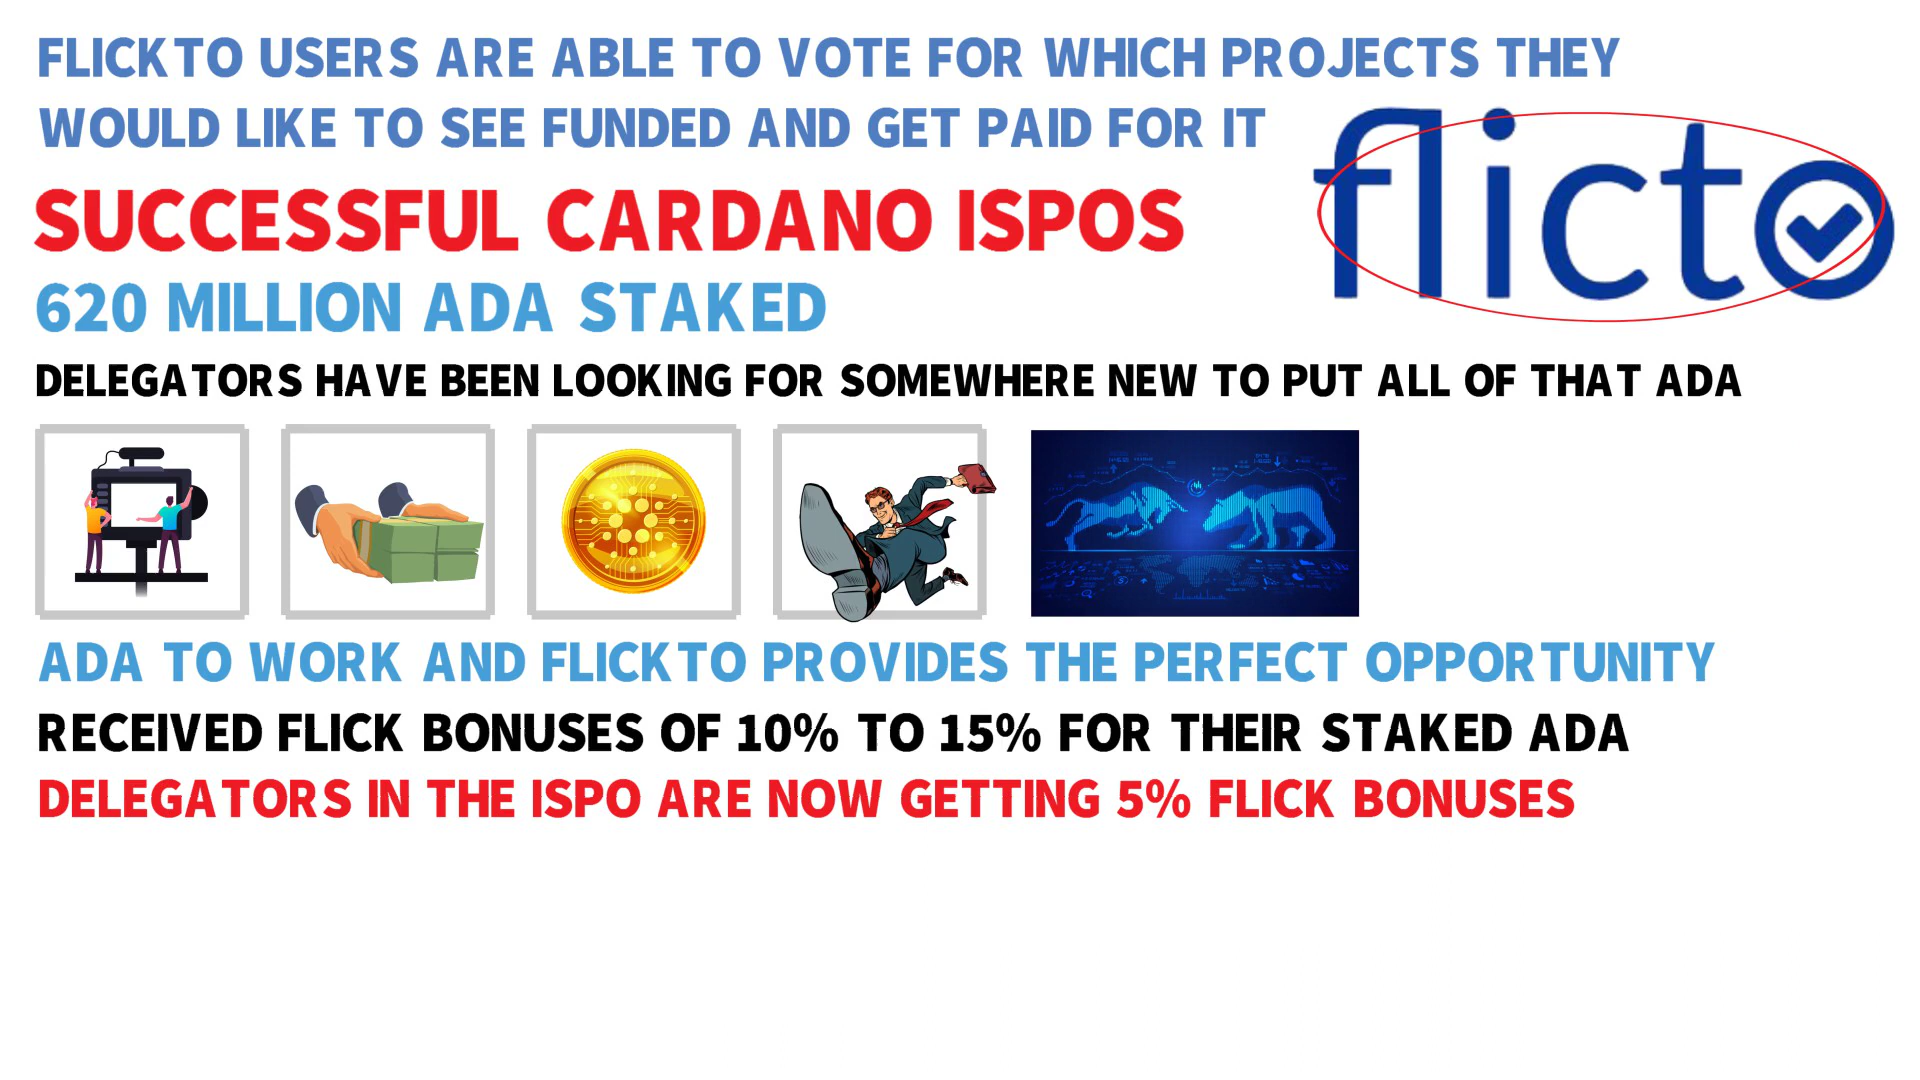 FLICKTO USERS ARE ABLE TO VOTE FOR WHICH PROJECTS THEY
WOULD LIKE TO SEE FUNDED AND GET PAID FOR IT
flicto
SUCCESSFUL CARDANO ISPOS
620 MILLION ADA STAKED
DELEGATORS HAVE BEEN LOOKING FOR SOMEWHERE NEW TO PUT ALL OF THAT ADA
ADA TO WORK AND FLICKTO PROVIDES THE PERFECT OPPORTUNITY
RECEIVED FLICK BONUSES OF 10% TO 15% FOR THEIR STAKED ADA
DELEGATORS IN THE ISPO ARE NOW GETTING 5% FLICK BONUSES